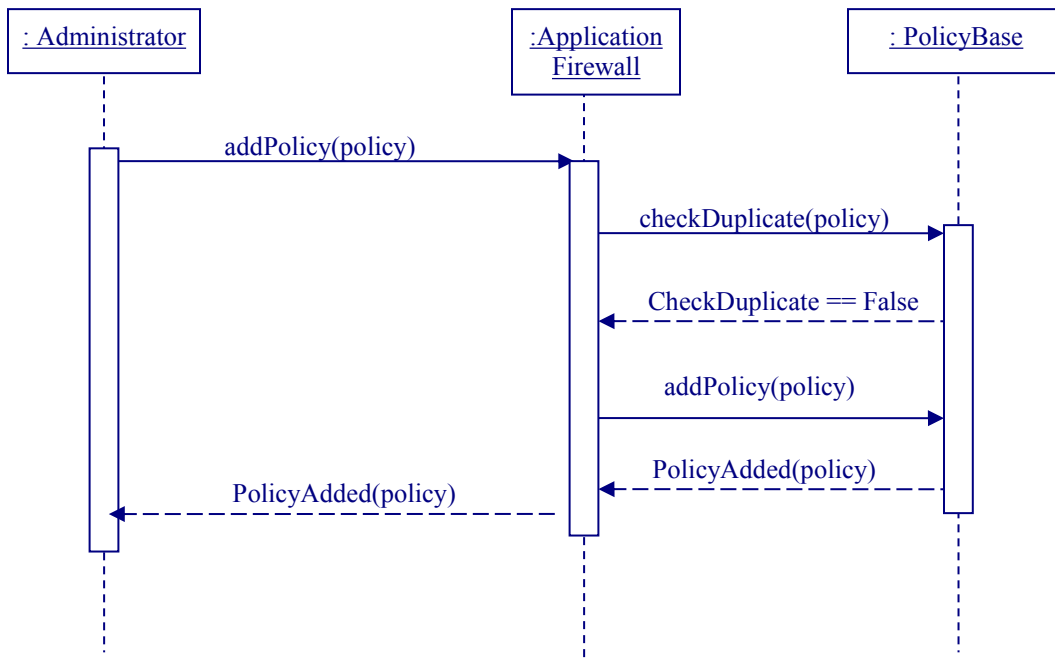 : Administrator
:Application
Firewall
: PolicyBase
addPolicy(policy)
checkDuplicate(policy)
CheckDuplicate == False
addPolicy(policy)
PolicyAdded(policy)
PolicyAdded(policy)